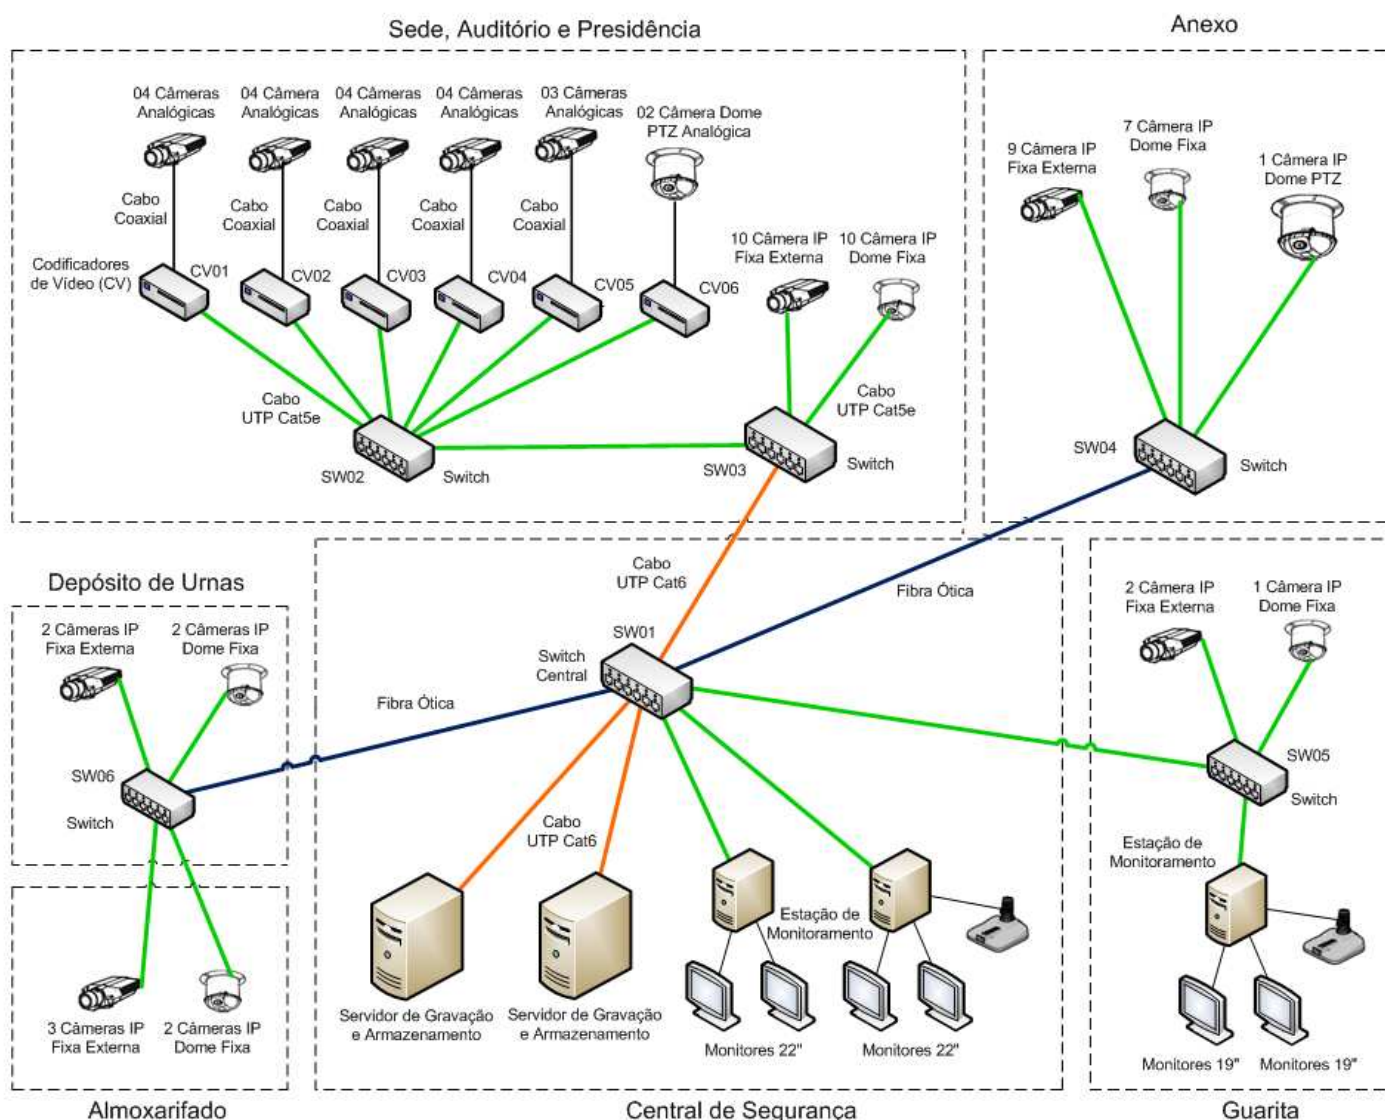 Sede, Auditório e Presidência
04 Câmeras
Analógicas
04 Câmera
Analógicas
04 Câmeras
Analógicas
04 Câmeras
Analógicas
03 Câmeras
Analógicas
02 Câmera Dome
PTZ Analógica
Cabo
Coaxial
Cabo
Coaxial
Cabo
Coaxial
Cabo
Coaxial
Cabo
Coaxial
10 Câmera IP
Fixa Externa
10 Câmera IP
Dome Fixa
Codificadores
de Vídeo (CV)
CV01
CV02
CV03
CV04
CV05
CV06
Cabo
UTP Cat5e
Cabo
UTP Cat5e
SW02
Switch
SW03
Switch
Anexo
9 Câmera IP
Fixa Externa
7 Câmera IP
Dome Fixa
1 Câmera IP
Dome PTZ
SW04
Switch
Cabo
UTP Cat6
Fibra Ótica
Depósito de Urnas
2 Câmeras IP
Fixa Externa
2 Câmeras IP
Dome Fixa
SW06
Switch
Fibra Ótica
3 Câmeras IP
Fixa Externa
2 Câmeras IP
Dome Fixa
Almoxarifado
SW01
Switch
Central
Cabo
UTP Cat6
Servidor de Gravação
e Armazenamento
Servidor de Gravação
e Armazenamento
Estação de
Monitoramento
Monitores 22"
Monitores 22"
Central de Segurança
2 Câmera IP
Fixa Externa
1 Câmera IP
Dome Fixa
SW05
Switch
Estação de
Monitoramento
Monitores 19"
Monitores 19"
Guarita